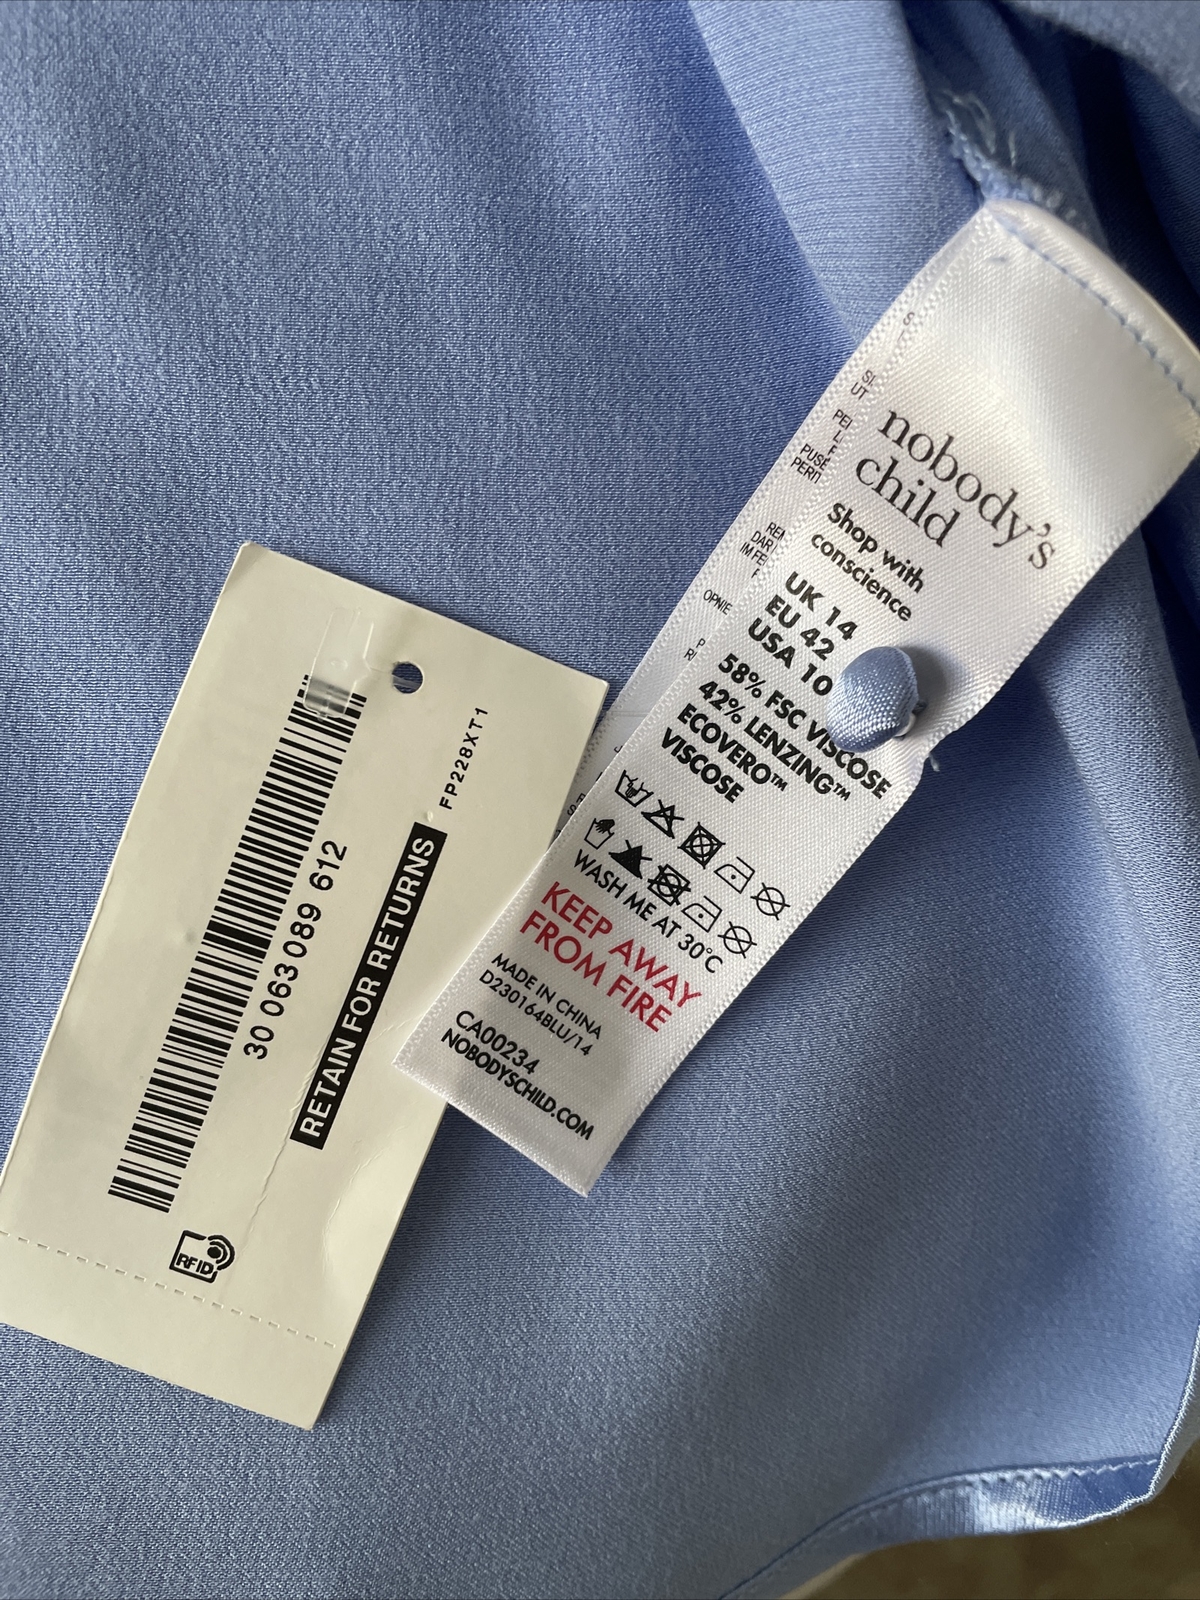 nobody's
child
Shop with
conscience
UK 14
EU 42
USA 10
58% FSC VISCOSE
42% LENZING™
ECOVERO™
VISCOSE
WASH ME AT 30°C
KEEP AWAY
FROM FIRE
MADE IN CHINA
D230164BLU/14
CA00234
NOBODYSCHILD.COM
30 063 089 612
RETAIN FOR RETURNS
FP228XT1
RFID